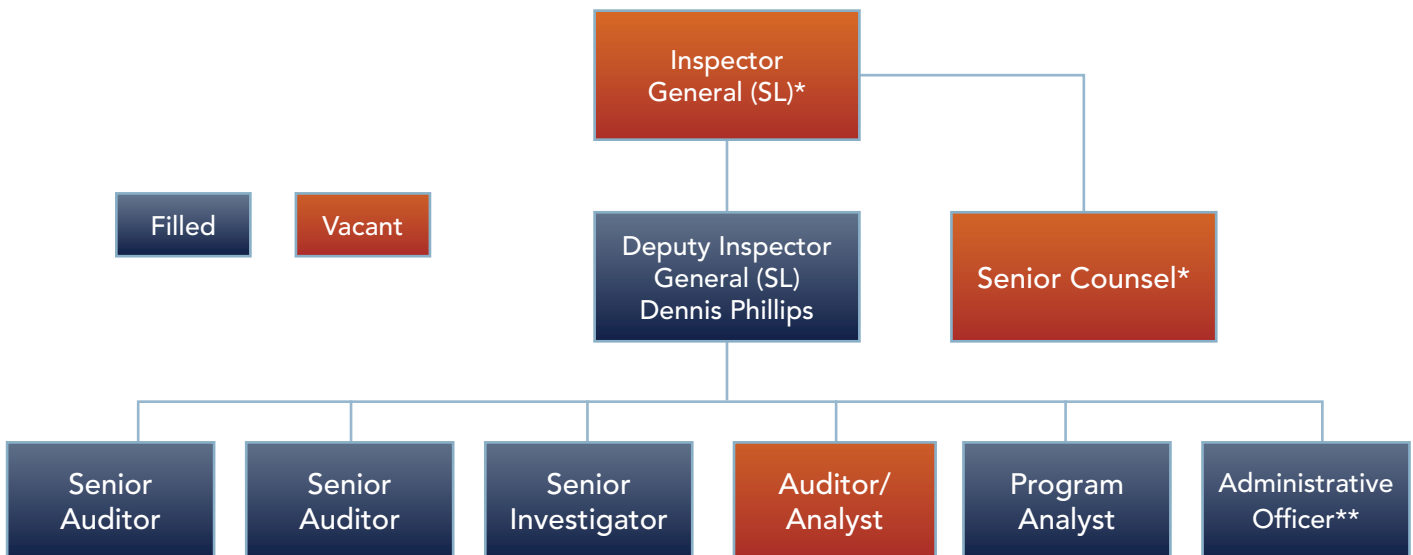 Inspector
General (SL)*
Filled
Vacant
Deputy Inspector
General (SL)
Dennis Phillips
Senior Counsel*
Senior
Auditor
Senior
Auditor
Senior
Investigator
Auditor/
Analyst
Program
Analyst
Administrative
Officer**